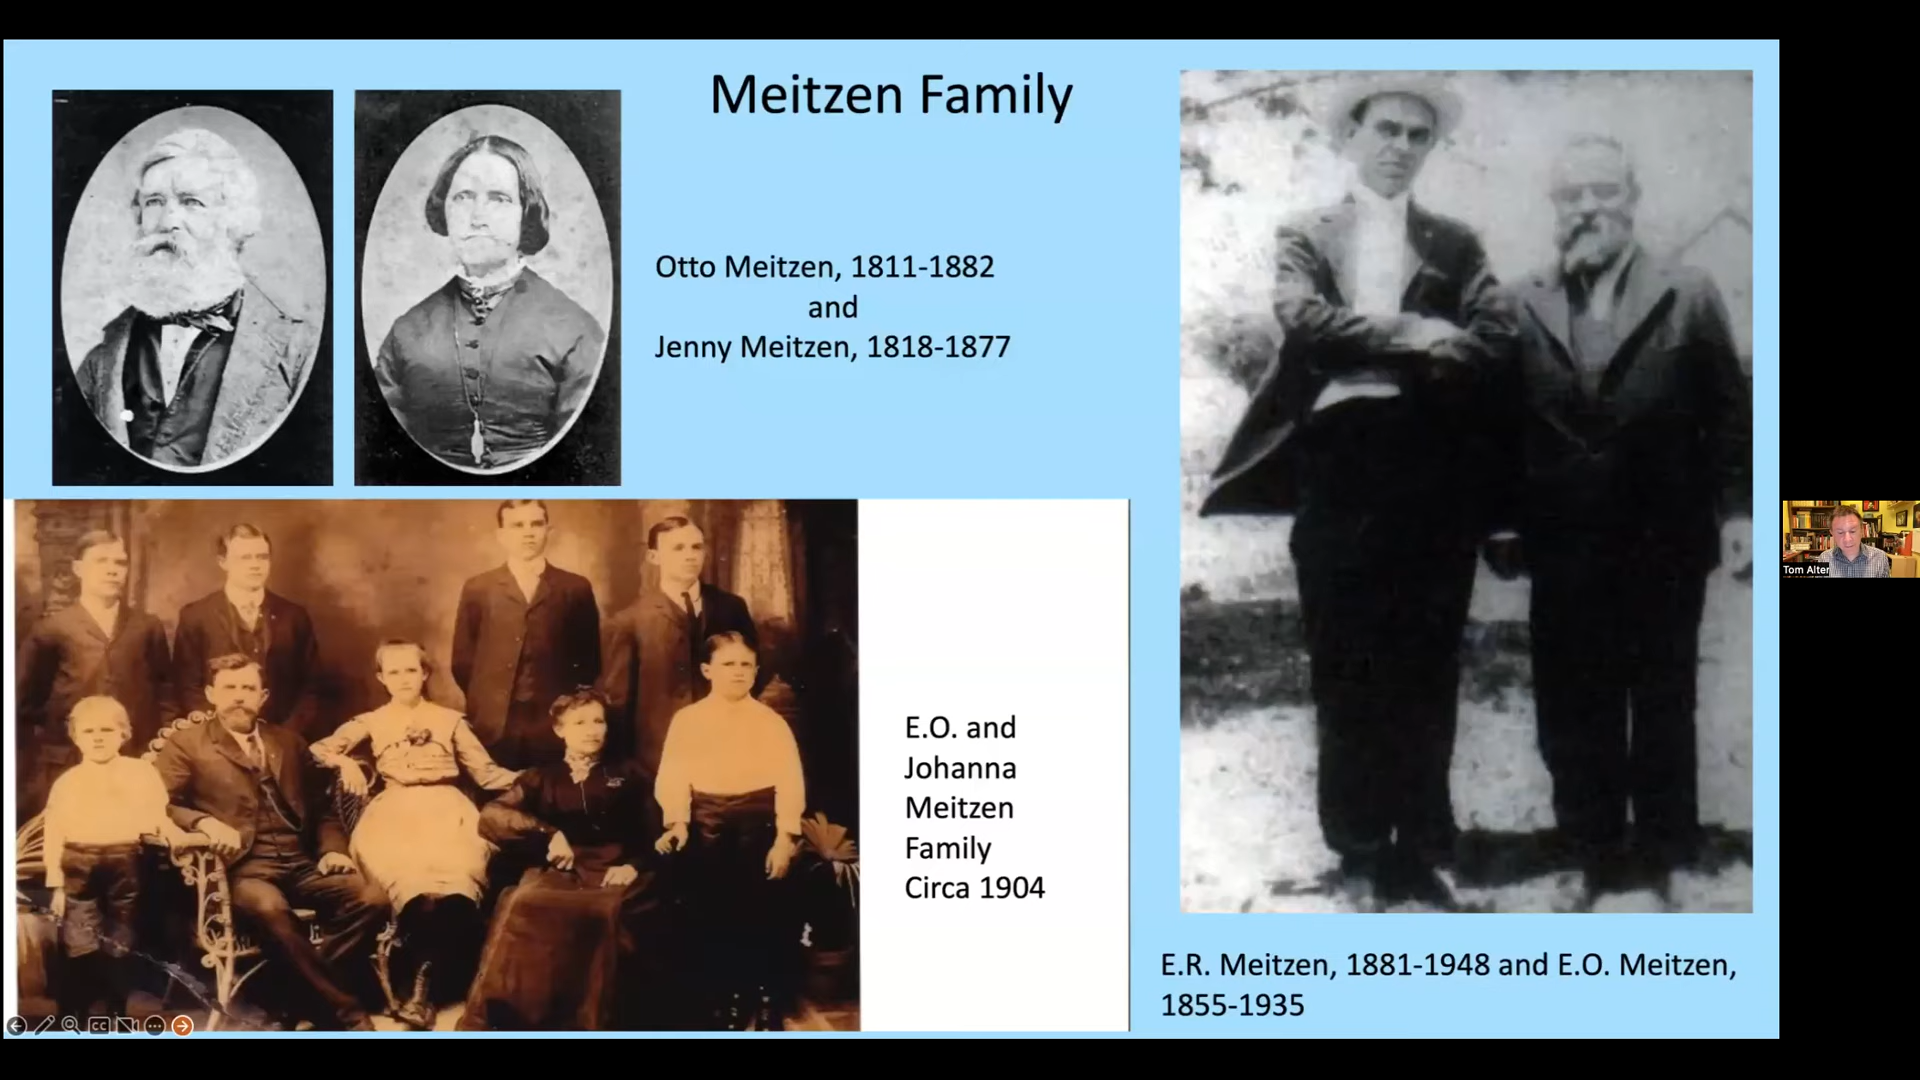 Meitzen Family
Otto Meitzen, 1811-1882
and
Jenny Meitzen, 1818-1877
E.O. and
Johanna
Meitzen
Family
Circa 1904
E.R. Meitzen, 1881-1948 and E.O. Meitzen,
1855-1935
Tom Alter
CC